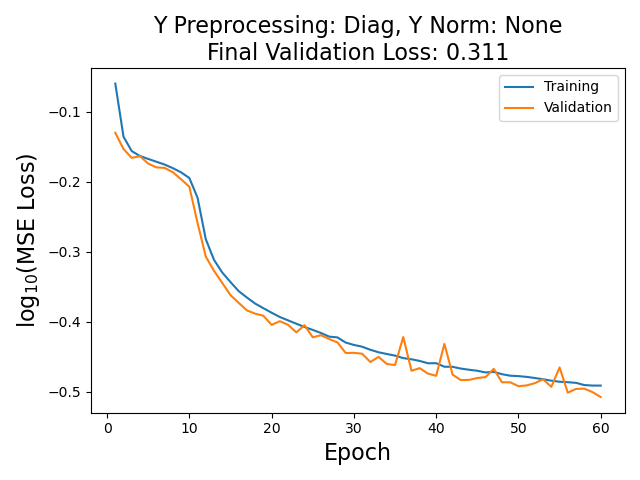 Y Preprocessing: Diag, Y Norm: None
Final Validation Loss: 0.311
Training
Validation
−0.1
−0.2
−0.3
−0.4
−0.5
log₁₀(MSE Loss)
0
10
20
30
40
50
60
Epoch